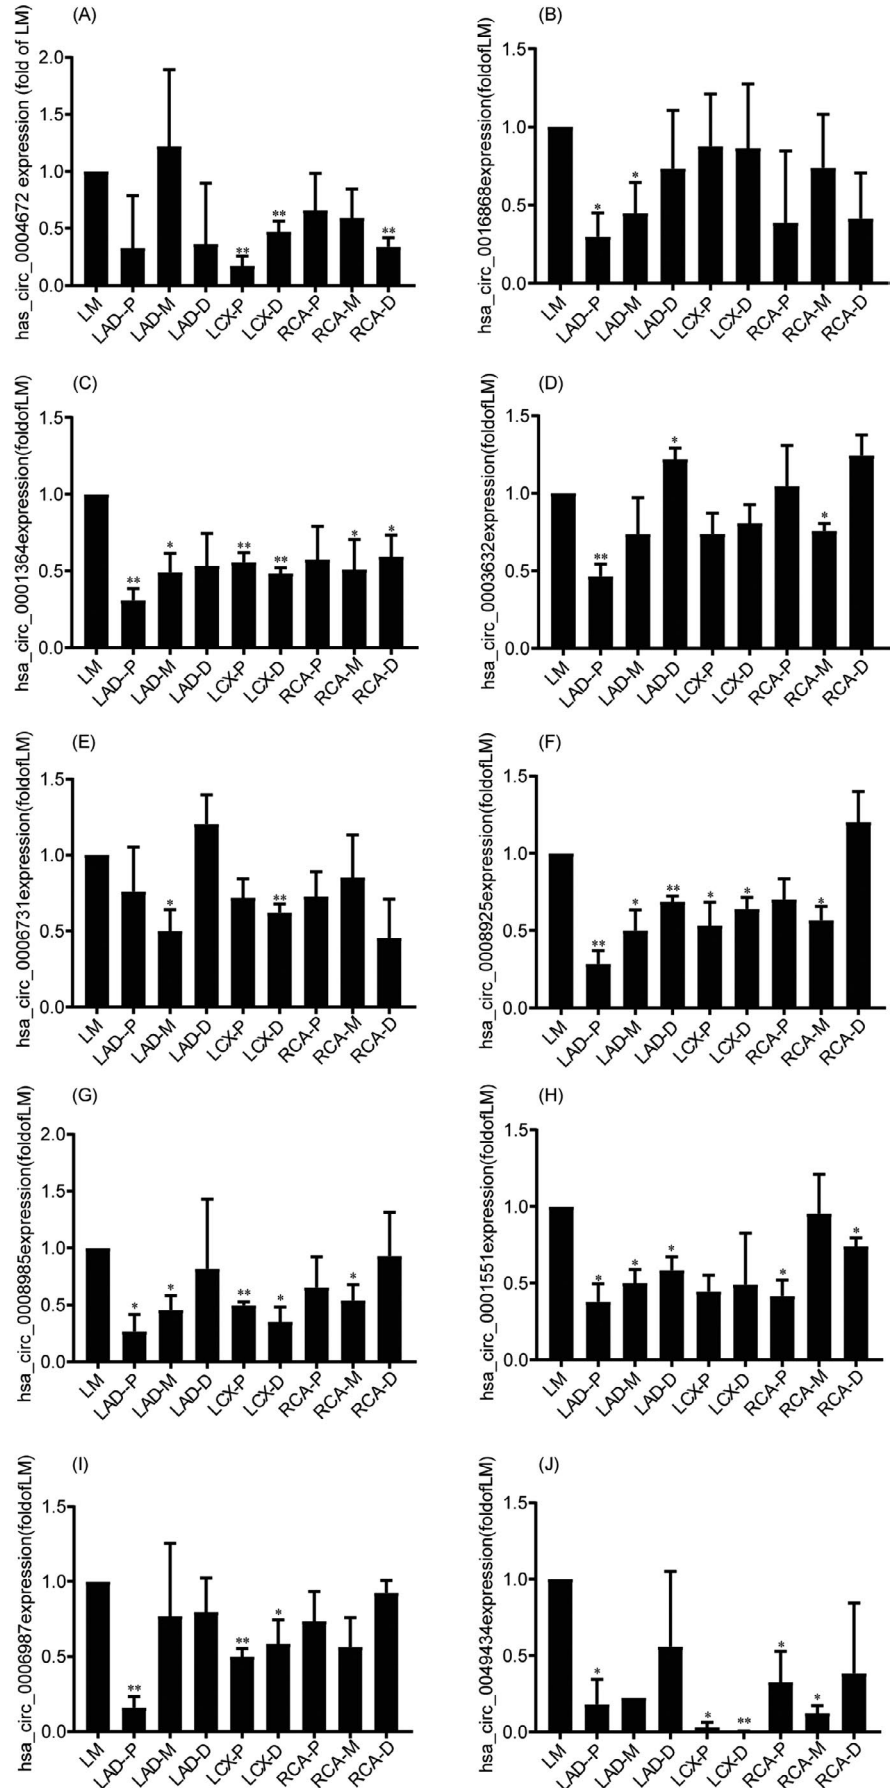 (A)
has_circ_0004672 expression (fold of LM)
2.0
1.5
1.0
0.5
0.0
**
**
**
LM
LAD--P
LAD-M
LAD-D
LCX-P
LCX-D
RCA-P
RCA-M
RCA-D
(B)
hsa_circ_0016868expression(foldofLM)
1.5
1.0
0.5
0.0
*
*
LM
LAD--P
LAD-M
LAD-D
LCX-P
LCX-D
RCA-P
RCA-M
RCA-D
(C)
hsa_circ_0001364expression(foldofLM)
1.5
1.0
0.5
0.0
**
*
**
**
*
*
LM
LAD--P
LAD-M
LAD-D
LCX-P
LCX-D
RCA-P
RCA-M
RCA-D
(D)
hsa_circ_0003632expression(foldofLM)
1.5
1.0
0.5
0.0
**
*
*
LM
LAD--P
LAD-M
LAD-D
LCX-P
LCX-D
RCA-P
RCA-M
RCA-D
(E)
hsa_circ_0006731expression(foldofLM)
1.5
1.0
0.5
0.0
*
**
LM
LAD--P
LAD-M
LAD-D
LCX-P
LCX-D
RCA-P
RCA-M
RCA-D
(F)
hsa_circ_0008925expression(foldofLM)
1.5
1.0
0.5
0.0
**
*
**
*
*
*
LM
LAD--P
LAD-M
LAD-D
LCX-P
LCX-D
RCA-P
RCA-M
RCA-D
(G)
hsa_circ_0008985expression(foldofLM)
2.0
1.5
1.0
0.5
0.0
*
*
**
*
*
LM
LAD--P
LAD-M
LAD-D
LCX-P
LCX-D
RCA-P
RCA-M
RCA-D
(H)
hsa_circ_0001551expression(foldofLM)
1.5
1.0
0.5
0.0
*
*
*
*
*
LM
LAD--P
LAD-M
LAD-D
LCX-P
LCX-D
RCA-P
RCA-M
RCA-D
(I)
hsa_circ_0006987expression(foldofLM)
1.5
1.0
0.5
0.0
**
**
*
LM
LAD--P
LAD-M
LAD-D
LCX-P
LCX-D
RCA-P
RCA-M
RCA-D
(J)
hsa_circ_0049434expression(foldofLM)
1.5
1.0
0.5
0.0
*
*
**
*
*
LM
LAD--P
LAD-M
LAD-D
LCX-P
LCX-D
RCA-P
RCA-M
RCA-D